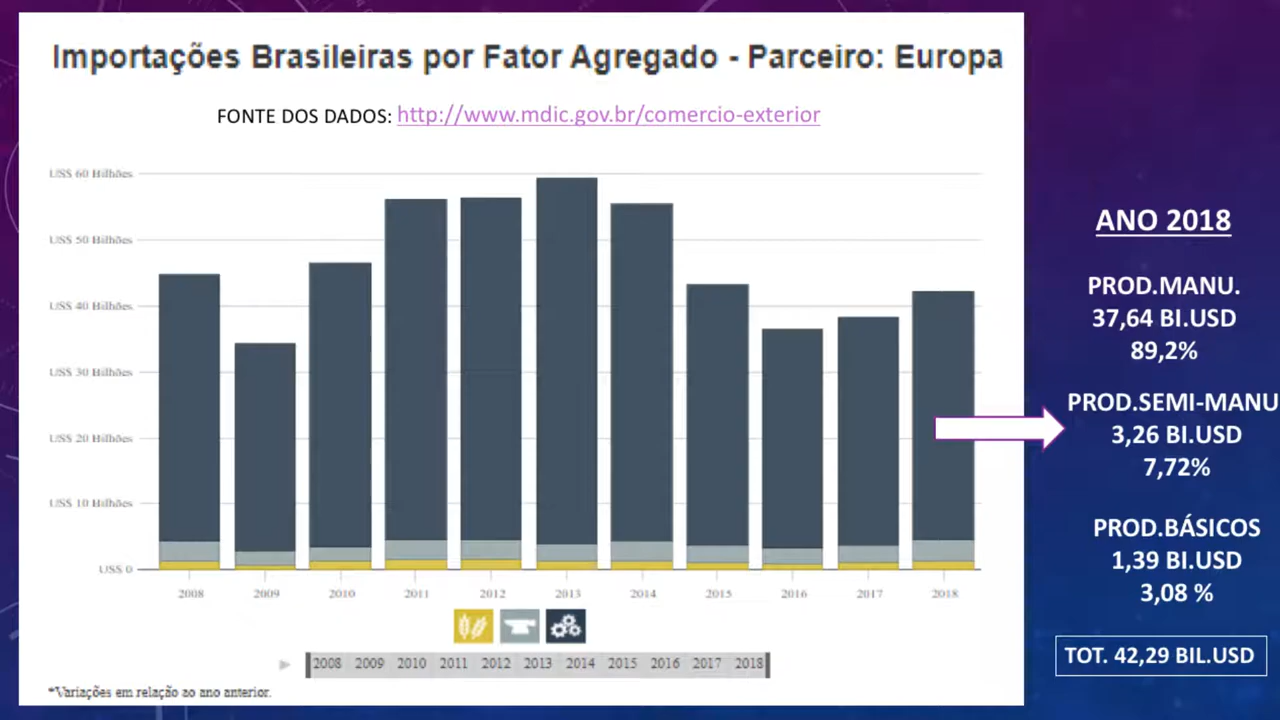 Importações Brasileiras por Fator Agregado - Parceiro: Europa
FONTE DOS DADOS: http://www.mdic.gov.br/comercio-exterior
US$ 60 Bilhões
US$ 50 Bilhões
US$ 40 Bilhões
US$ 30 Bilhões
US$ 20 Bilhões
US$ 10 Bilhões
US$ 0
2008 2009 2010 2011 2012 2013 2014 2015 2016 2017 2018
2008 2009 2010 2011 2012 2013 2014 2015 2016 2017 2018
*Variações em relação ao ano anterior.
ANO 2018
PROD.MANU.
37,64 BI.USD
89,2%
PROD.SEMI-MANU
3,26 BI.USD
7,72%
PROD.BÁSICOS
1,39 BI.USD
3,08 %
TOT. 42,29 BIL.USD